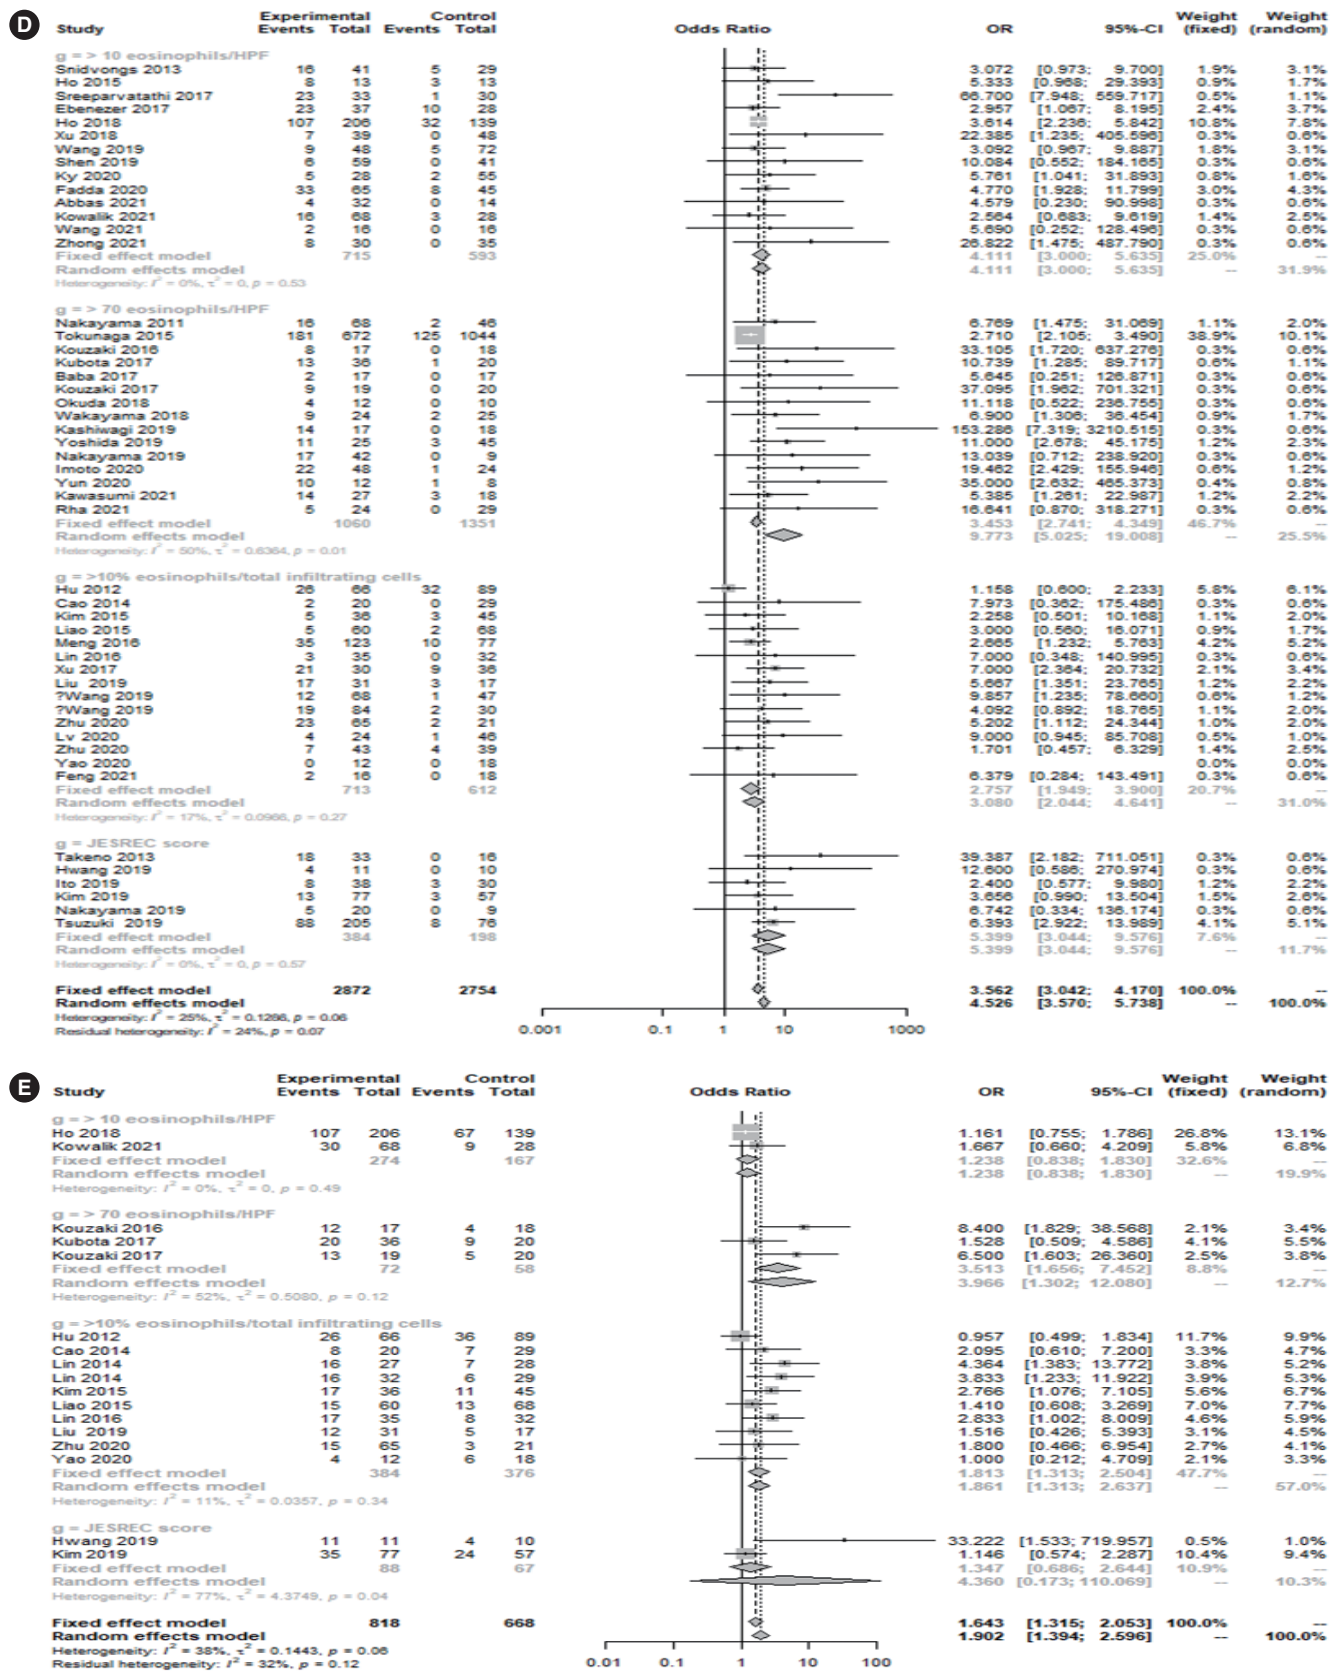 D
Experimental Control Weight Weight
Study Events Total Events Total Odds Ratio OR 95%-CI (fixed) (random)
g = > 10 eosinophils/HPF
Snidvongs 2013 16 41 5 29 3.072 [0.973; 9.700] 1.9% 3.1%
Ho 2015 8 13 3 13 5.333 [0.968; 29.393] 0.9% 1.7%
Sreeparvatathi 2017 23 33 1 30 66.700 [7.948; 559.717] 0.5% 1.1%
Ebenezer 2017 23 37 10 28 2.957 [1.067; 8.195] 2.4% 3.7%
Ho 2018 107 206 32 139 3.614 [2.236; 5.842] 10.8% 7.8%
Xu 2018 7 39 0 48 22.385 [1.235; 405.596] 0.3% 0.6%
Wang 2019 9 48 5 72 3.092 [0.967; 9.887] 1.8% 3.1%
Shen 2019 6 59 0 41 10.084 [0.552; 184.165] 0.3% 0.6%
Ky 2020 5 28 2 55 5.761 [1.041; 31.893] 0.8% 1.6%
Fadda 2020 33 65 8 45 4.770 [1.928; 11.799] 3.0% 4.3%
Abbas 2021 4 32 0 14 4.579 [0.230; 90.998] 0.3% 0.6%
Kowalik 2021 16 68 3 28 2.564 [0.683; 9.619] 1.4% 2.5%
Wang 2021 2 16 0 16 5.690 [0.252; 128.496] 0.3% 0.6%
Zhong 2021 8 30 0 35 26.822 [1.475; 487.790] 0.3% 0.6%
Fixed effect model 715 593 4.111 [3.000; 5.635] 25.0% --
Random effects model 4.111 [3.000; 5.635] -- 31.9%
Heterogeneity: I² = 0%, τ² = 0, p = 0.53
g = > 70 eosinophils/HPF
Nakayama 2011 16 68 2 46 6.769 [1.475; 31.069] 1.1% 2.0%
Tokunaga 2015 181 672 125 1044 2.710 [2.105; 3.490] 38.9% 10.1%
Kouzaki 2016 8 17 0 18 33.105 [1.720; 637.276] 0.3% 0.6%
Kubota 2017 13 36 1 20 10.739 [1.285; 89.717] 0.6% 1.1%
Baba 2017 2 17 0 17 5.645 [0.251; 126.871] 0.3% 0.6%
Kouzaki 2017 9 19 0 20 37.095 [1.962; 701.321] 0.3% 0.6%
Okuda 2018 4 12 0 10 11.118 [0.522; 236.755] 0.3% 0.6%
Wakayama 2018 9 24 2 25 6.900 [1.306; 36.454] 0.9% 1.7%
Kashiwagi 2019 14 17 0 18 153.286 [7.319; 3210.515] 0.3% 0.6%
Yoshida 2019 11 25 3 45 11.000 [2.678; 45.175] 1.2% 2.3%
Nakayama 2019 17 42 0 9 13.039 [0.712; 238.920] 0.3% 0.6%
Imoto 2020 22 48 1 24 19.462 [2.429; 155.946] 0.6% 1.2%
Yun 2020 10 12 1 8 35.000 [2.632; 465.373] 0.4% 0.8%
Kawasumi 2021 14 27 3 18 5.385 [1.261; 22.987] 1.2% 2.2%
Rha 2021 5 24 0 29 16.641 [0.870; 318.271] 0.3% 0.6%
Fixed effect model 1060 1351 3.453 [2.741; 4.349] 46.7% --
Random effects model 9.773 [5.025; 19.008] -- 25.5%
Heterogeneity: I² = 50%, τ² = 0.6364, p = 0.01
g = >10% eosinophils/total infiltrating cells
Hu 2012 26 66 32 89 1.158 [0.600; 2.233] 5.8% 6.1%
Cao 2014 2 20 0 29 7.973 [0.362; 175.486] 0.3% 0.6%
Kim 2015 5 36 3 45 2.258 [0.501; 10.168] 1.1% 2.0%
Liao 2015 5 60 2 68 3.000 [0.560; 16.071] 0.9% 1.7%
Meng 2016 35 123 10 77 2.665 [1.232; 5.763] 4.2% 5.2%
Lin 2016 3 35 0 32 7.000 [0.348; 140.995] 0.3% 0.6%
Xu 2017 21 30 9 36 7.000 [2.364; 20.732] 2.1% 3.4%
Liu 2019 17 31 3 17 5.667 [1.351; 23.765] 1.2% 2.2%
?Wang 2019 12 68 1 47 9.857 [1.235; 78.660] 0.6% 1.2%
?Wang 2019 19 84 2 30 4.092 [0.892; 18.765] 1.1% 2.0%
Zhu 2020 23 65 2 21 5.202 [1.112; 24.344] 1.0% 2.0%
Lv 2020 4 24 1 46 9.000 [0.945; 85.708] 0.5% 1.0%
Zhu 2020 7 43 4 39 1.701 [0.457; 6.329] 1.4% 2.5%
Yao 2020 0 12 0 18 0.0% 0.0%
Feng 2021 2 16 0 18 6.379 [0.284; 143.491] 0.3% 0.6%
Fixed effect model 713 612 2.757 [1.949; 3.900] 20.7% --
Random effects model 3.080 [2.044; 4.641] -- 31.0%
Heterogeneity: I² = 17%, τ² = 0.0966, p = 0.27
g = JESREC score
Takeno 2013 18 33 0 16 39.387 [2.182; 711.051] 0.3% 0.6%
Hwang 2019 4 11 0 10 12.600 [0.586; 270.974] 0.3% 0.6%
Ito 2019 8 38 3 30 2.400 [0.577; 9.980] 1.2% 2.2%
Kim 2019 13 77 3 57 3.656 [0.990; 13.504] 1.5% 2.6%
Nakayama 2019 5 20 0 9 6.742 [0.334; 136.174] 0.3% 0.6%
Tsuzuki 2019 88 205 8 76 6.393 [2.922; 13.989] 4.1% 5.1%
Fixed effect model 384 198 5.399 [3.044; 9.576] 7.6% --
Random effects model 5.399 [3.044; 9.576] -- 11.7%
Heterogeneity: I² = 0%, τ² = 0, p = 0.57
Fixed effect model 2872 2754 3.562 [3.042; 4.170] 100.0% --
Random effects model 4.526 [3.570; 5.738] -- 100.0%
Heterogeneity: I² = 25%, τ² = 0.1286, p = 0.06
Residual heterogeneity: I² = 24%, p = 0.07
0.001 0.1 1 10 1000
E
Experimental Control Weight Weight
Study Events Total Events Total Odds Ratio OR 95%-CI (fixed) (random)
g = > 10 eosinophils/HPF
Ho 2018 107 206 67 139 1.161 [0.755; 1.786] 26.8% 13.1%
Kowalik 2021 30 68 9 28 1.667 [0.660; 4.209] 5.8% 6.8%
Fixed effect model 274 167 1.238 [0.838; 1.830] 32.6% --
Random effects model 1.238 [0.838; 1.830] -- 19.9%
Heterogeneity: I² = 0%, τ² = 0, p = 0.49
g = > 70 eosinophils/HPF
Kouzaki 2016 12 17 4 18 8.400 [1.829; 38.568] 2.1% 3.4%
Kubota 2017 20 36 9 20 1.528 [0.509; 4.586] 4.1% 5.5%
Kouzaki 2017 13 19 5 20 6.500 [1.603; 26.360] 2.5% 3.8%
Fixed effect model 72 58 3.513 [1.656; 7.452] 8.8% --
Random effects model 3.966 [1.302; 12.080] -- 12.7%
Heterogeneity: I² = 52%, τ² = 0.5080, p = 0.12
g = >10% eosinophils/total infiltrating cells
Hu 2012 26 66 36 89 0.957 [0.499; 1.834] 11.7% 9.9%
Cao 2014 8 20 7 29 2.095 [0.610; 7.200] 3.3% 4.7%
Lin 2014 16 27 7 28 4.364 [1.383; 13.772] 3.8% 5.2%
Lin 2014 16 32 6 29 3.833 [1.233; 11.922] 3.9% 5.3%
Kim 2015 17 36 11 45 2.766 [1.076; 7.105] 5.6% 6.7%
Liao 2015 15 60 13 68 1.410 [0.608; 3.269] 7.0% 7.7%
Lin 2016 17 35 8 32 2.833 [1.002; 8.009] 4.6% 5.9%
Liu 2019 12 31 5 17 1.516 [0.426; 5.393] 3.1% 4.5%
Zhu 2020 15 65 3 21 1.800 [0.466; 6.954] 2.7% 4.1%
Yao 2020 4 12 6 18 1.000 [0.212; 4.709] 2.1% 3.3%
Fixed effect model 384 376 1.813 [1.313; 2.504] 47.7% --
Random effects model 1.861 [1.313; 2.637] -- 57.0%
Heterogeneity: I² = 11%, τ² = 0.0357, p = 0.34
g = JESREC score
Hwang 2019 11 11 4 10 33.222 [1.533; 719.957] 0.5% 1.0%
Kim 2019 35 77 24 57 1.146 [0.574; 2.287] 10.4% 9.4%
Fixed effect model 88 67 1.347 [0.686; 2.644] 10.9% --
Random effects model 4.360 [0.173; 110.069] -- 10.3%
Heterogeneity: I² = 77%, τ² = 4.3749, p = 0.04
Fixed effect model 818 668 1.643 [1.315; 2.053] 100.0% --
Random effects model 1.902 [1.394; 2.596] -- 100.0%
Heterogeneity: I² = 38%, τ² = 0.1443, p = 0.06
Residual heterogeneity: I² = 32%, p = 0.12
0.01 0.1 1 10 100